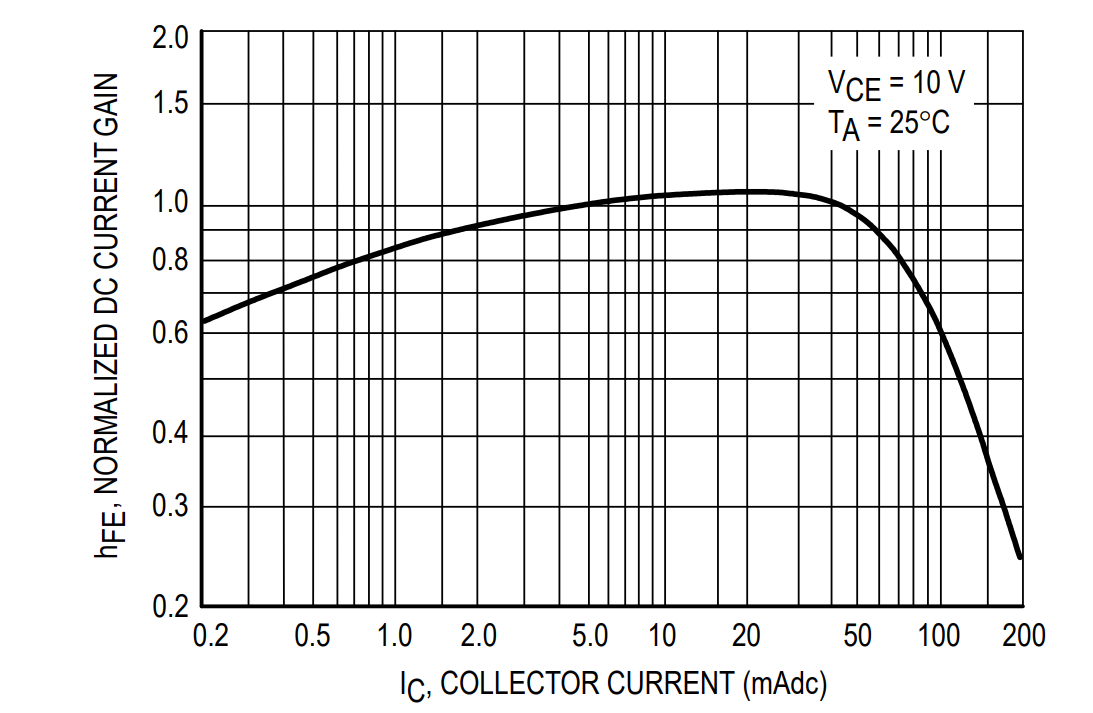 hFE, NORMALIZED DC CURRENT GAIN
2.0
1.5
1.0
0.8
0.6
0.4
0.3
0.2
VCE = 10 V
TA = 25°C
0.2 0.5 1.0 2.0 5.0 10 20 50 100 200
IC, COLLECTOR CURRENT (mAdc)